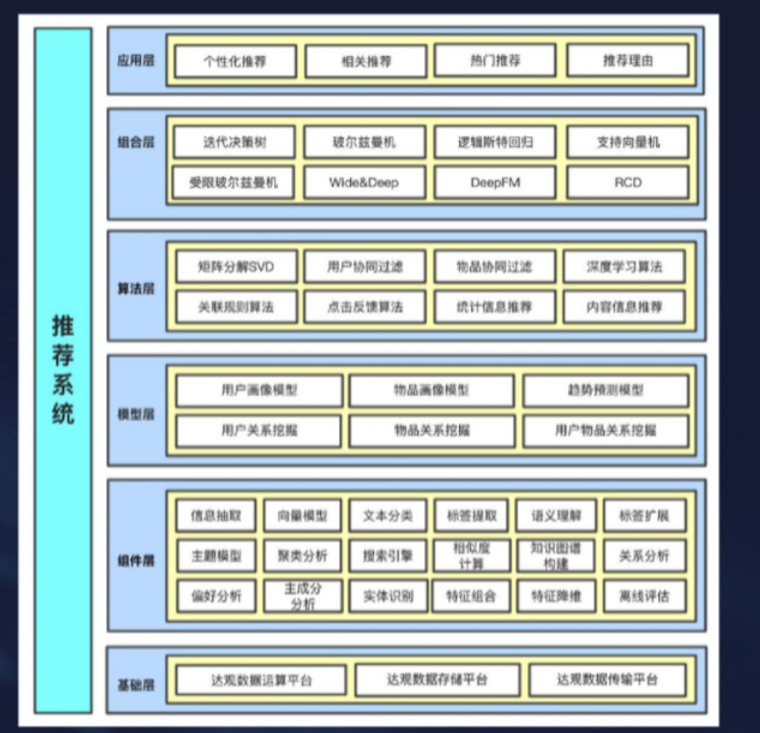 推荐系统
应用层
个性化推荐
相关推荐
热门推荐
推荐理由
组合层
迭代决策树
玻尔兹曼机
逻辑斯特回归
支持向量机
受限玻尔兹曼机
Wide&Deep
DeepFM
RCD
算法层
矩阵分解SVD
用户协同过滤
物品协同过滤
深度学习算法
关联规则算法
点击反馈算法
统计信息推荐
内容信息推荐
模型层
用户画像模型
物品画像模型
趋势预测模型
用户关系挖掘
物品关系挖掘
用户物品关系挖掘
组件层
信息抽取
向量模型
文本分类
标签提取
语义理解
标签扩展
主题模型
聚类分析
搜索引擎
相似度
计算
知识图谱
构建
关系分析
偏好分析
主成分
分析
实体识别
特征组合
特征降维
离线评估
基础层
达观数据运算平台
达观数据存储平台
达观数据传输平台